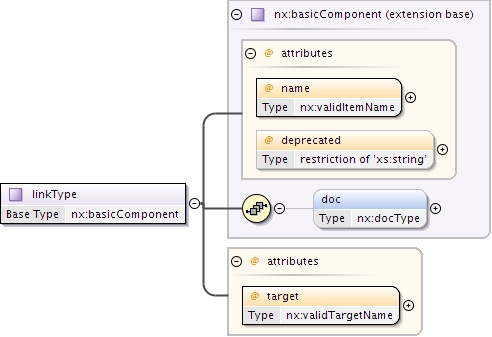 nx:basicComponent (extension base)
@ attributes
@ name
Type nx:validItemName
@ deprecated
Type restriction of 'xs:string'
linkType
Base Type nx:basicComponent
doc
Type nx:docType
@ attributes
@ target
Type nx:validTargetName